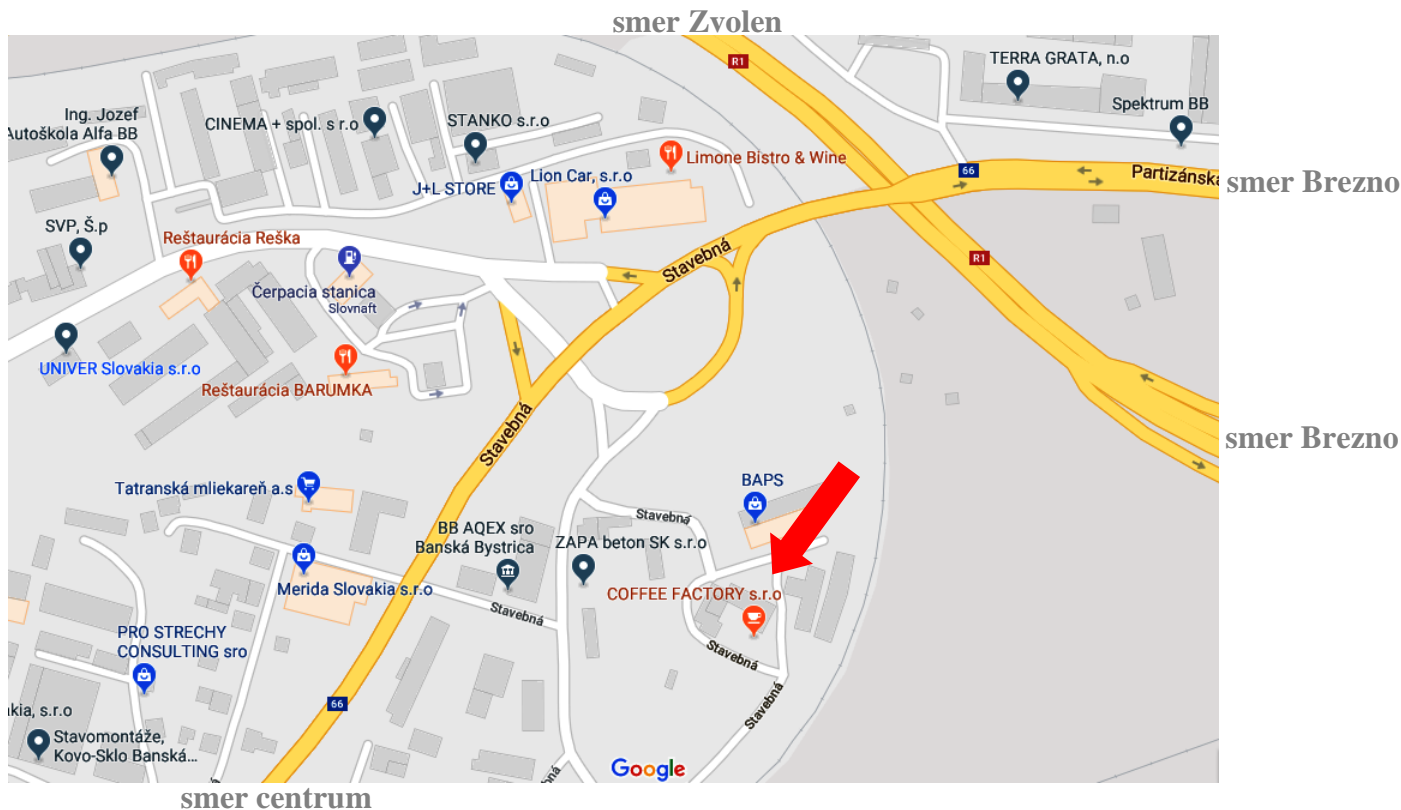 smer Zvolen
R1
TERRA GRATA, n.o
Ing. Jozef
Autoškola Alfa BB
CINEMA + spol. s r.o
STANKO s.r.o
Spektrum BB
Limone Bistro & Wine
66
Partizánska
smer Brezno
J+L STORE
Lion Car, s.r.o
SVP, Š.p
Reštaurácia Reška
Stavebná
R1
Čerpacia stanica
Slovnaft
UNIVER Slovakia s.r.o
Reštaurácia BARUMKA
Stavebná
smer Brezno
Tatranská mliekareň a.s
BAPS
Stavebná
BB AQEX sro
Banská Bystrica
ZAPA beton SK s.r.o
Merida Slovakia s.r.o
COFFEE FACTORY s.r.o
Stavebná
PRO STRECHY
CONSULTING sro
Stavebná
Stavebná
66
kia, s.r.o
Stavomontáže,
Kovo-Sklo Banská...
Google
ná
smer centrum